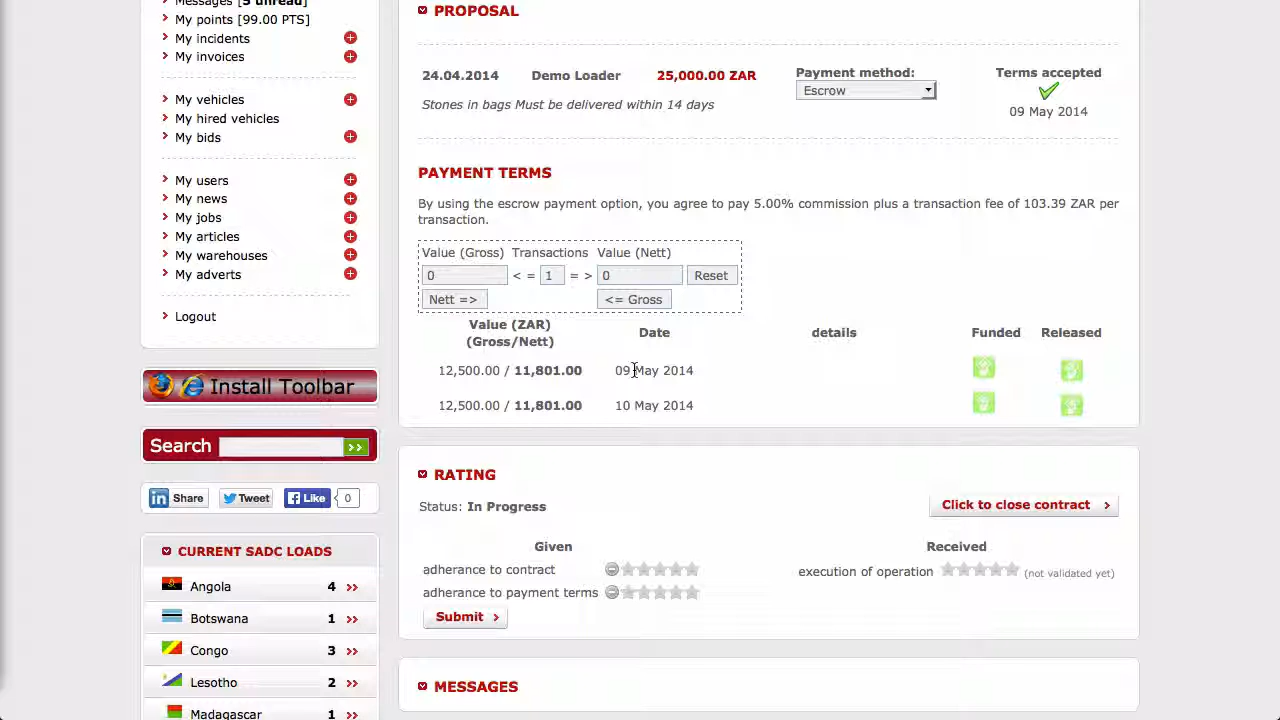 Messages [5 unread]
My points [99.00 PTS]
My incidents
My invoices
My vehicles
My hired vehicles
My bids
My users
My news
My jobs
My articles
My warehouses
My adverts
Logout
Install Toolbar
Search >>
in Share Tweet Like 0
CURRENT SADC LOADS
Angola 4 >>
Botswana 1 >>
Congo 3 >>
Lesotho 2 >>
Madagascar 1 >>
PROPOSAL
24.04.2014 Demo Loader 25,000.00 ZAR Payment method: Terms accepted
Escrow
Stones in bags Must be delivered within 14 days 09 May 2014
PAYMENT TERMS
By using the escrow payment option, you agree to pay 5.00% commission plus a transaction fee of 103.39 ZAR per
transaction.
Value (Gross) Transactions Value (Nett)
0 < = 1 = > 0 Reset
Nett => <= Gross
Value (ZAR)
(Gross/Nett) Date details Funded Released
12,500.00 / 11,801.00 09 May 2014
12,500.00 / 11,801.00 10 May 2014
RATING
Status: In Progress Click to close contract
Given Received
adherence to contract execution of operation (not validated yet)
adherence to payment terms
Submit
MESSAGES